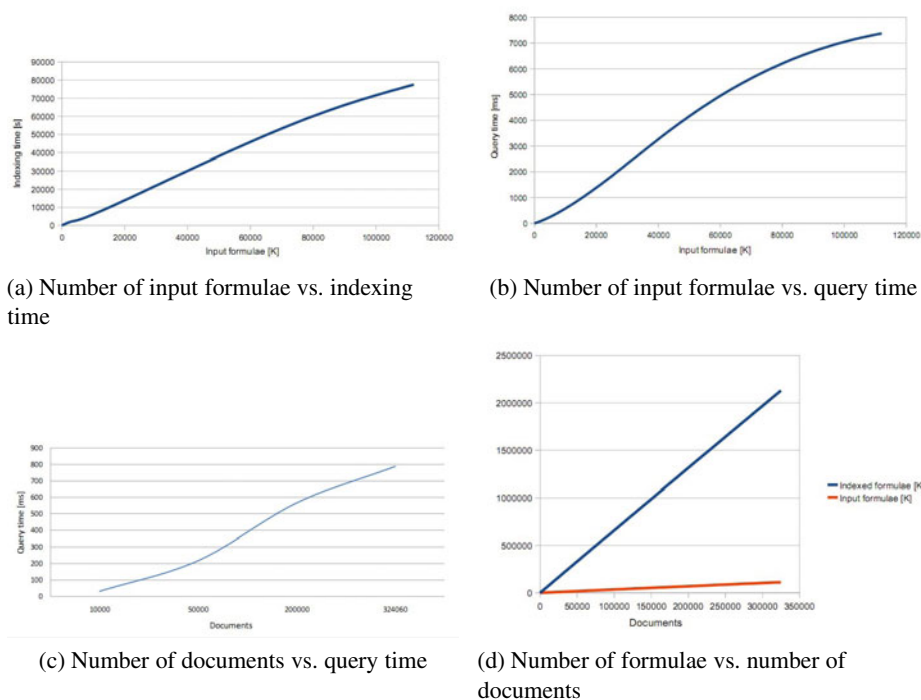 90000
80000
70000
60000
50000
40000
30000
20000
10000
0
Indexing time [s]
0 20000 40000 60000 80000 100000 120000
Input formulae [K]
(a) Number of input formulae vs. indexing
time
8000
7000
6000
5000
4000
3000
2000
1000
0
Query time [ms]
0 20000 40000 60000 80000 100000 120000
Input formulae [K]
(b) Number of input formulae vs. query time
900
800
700
600
500
400
300
200
100
0
Query time [ms]
10000 50000 200000 324060
Documents
(c) Number of documents vs. query time
2500000
2000000
1500000
1000000
500000
0
0 50000 100000 150000 200000 250000 300000 350000
Documents
Indexed formulae [K
Input formulae [K]
(d) Number of formulae vs. number of
documents